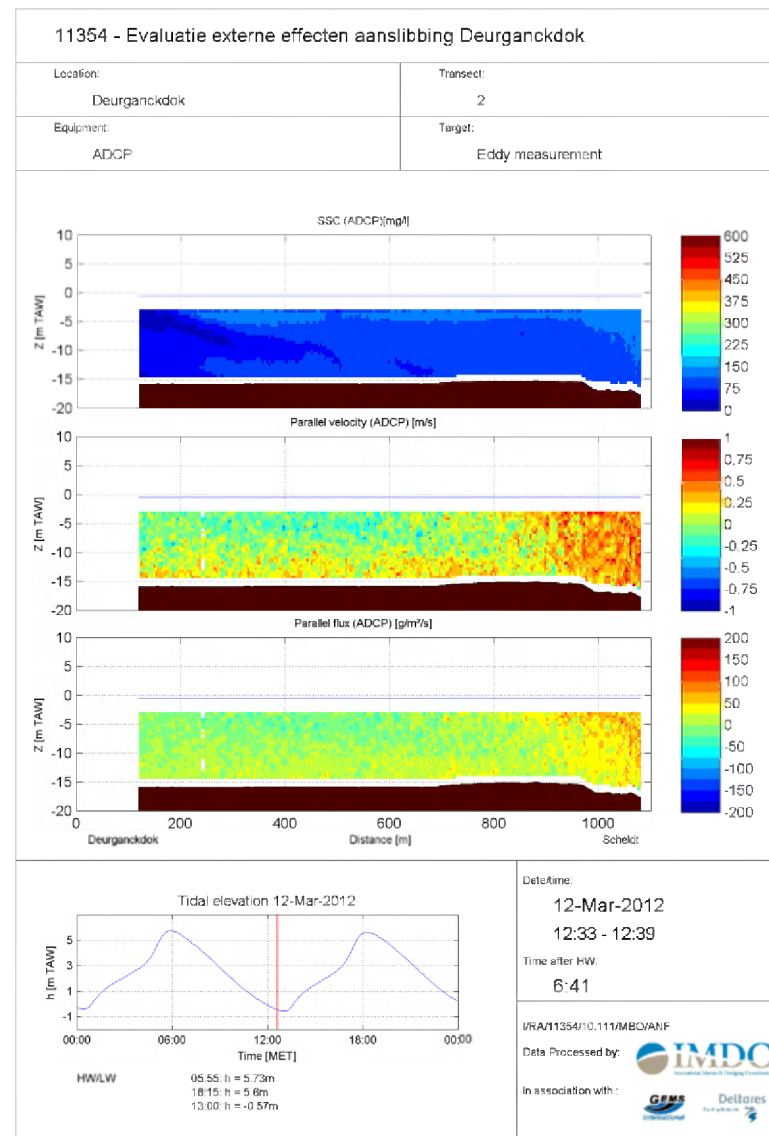 11354 - Evaluatie externe effecten aanslibbing Deurganckdok
Location:
Deurganckdok
Transect:
2
Equipment:
ADCP
Target:
Eddy measurement
SSC (ADCP)[mg/l]
10
5
0
-5
-10
-15
-20
Z [m TAW]
600
525
450
375
300
225
150
75
0
Parallel velocity (ADCP) [m/s]
10
5
0
-5
-10
-15
-20
Z [m TAW]
1
0.75
0.5
0.25
0
-0.25
-0.5
-0.75
-1
Parallel flux (ADCP) [g/m²/s]
10
5
0
-5
-10
-15
-20
Z [m TAW]
200
150
100
50
0
-50
-100
-150
-200
0 200 400 600 800 1000
Deurganckdok Distance [m] Scheldt
Tidal elevation 12-Mar-2012
5
3
1
-1
h [m TAW]
00:00 06:00 12:00 18:00 00:00
Time [MET]
HW/LW
05:55: h = 5.73m
18:15: h = 5.6m
13:00: h = -0.57m
Date/time:
12-Mar-2012
12:33 - 12:39
Time after HW:
6:41
I/RA/11354/10.111/MBO/ANF
Data Processed by:
IMDC
In association with :
GEMS
International
Deltares